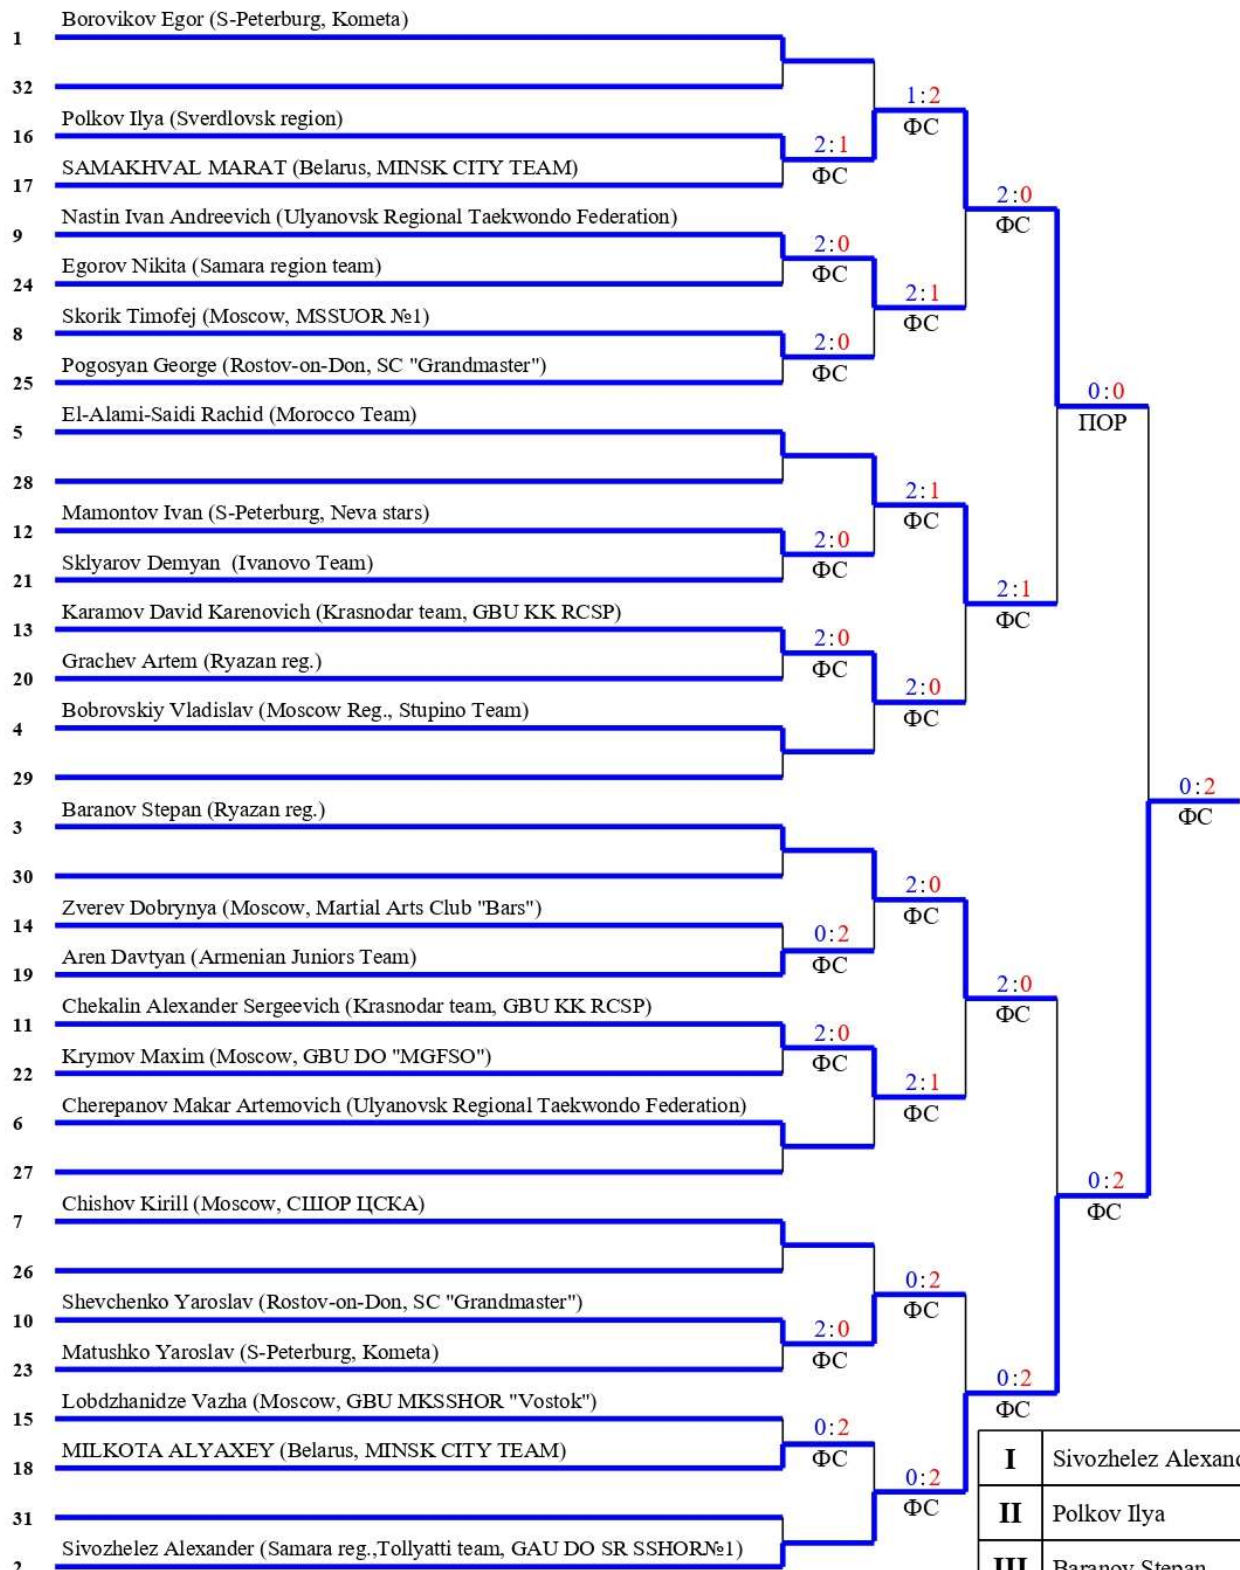 Borovikov Egor (S-Peterburg, Kometa)
1
32
1:2
ФС
Polkov Ilya (Sverdlovsk region)
16
2:1
ФС
SAMAKHVAL MARAT (Belarus, MINSK CITY TEAM)
17
2:0
ФС
Nastin Ivan Andreevich (Ulyanovsk Regional Taekwondo Federation)
9
2:0
ФС
Egorov Nikita (Samara region team)
24
2:1
ФС
Skorik Timofej (Moscow, MSSUOR №1)
8
2:0
ФС
Pogosyan George (Rostov-on-Don, SC "Grandmaster")
25
0:0
ПОР
El-Alami-Saidi Rachid (Morocco Team)
5
28
2:1
ФС
Mamontov Ivan (S-Peterburg, Neva stars)
12
2:0
ФС
Sklyarov Demyan (Ivanovo Team)
21
2:1
ФС
Karamov David Karenovich (Krasnodar team, GBU KK RCSP)
13
2:0
ФС
Grachev Artem (Ryazan reg.)
20
2:0
ФС
Bobrovskiy Vladislav (Moscow Reg., Stupino Team)
4
29
0:2
ФС
Baranov Stepan (Ryazan reg.)
3
30
2:0
ФС
Zverev Dobrynya (Moscow, Martial Arts Club "Bars")
14
0:2
ФС
Aren Davtyan (Armenian Juniors Team)
19
2:0
ФС
Chekalin Alexander Sergeevich (Krasnodar team, GBU KK RCSP)
11
2:0
ФС
Krymov Maxim (Moscow, GBU DO "MGFSO")
22
2:1
ФС
Cherepanov Makar Artemovich (Ulyanovsk Regional Taekwondo Federation)
6
27
0:2
ФС
Chishov Kirill (Moscow, СШОР ЦСКА)
7
26
0:2
ФС
Shevchenko Yaroslav (Rostov-on-Don, SC "Grandmaster")
10
2:0
ФС
Matushko Yaroslav (S-Peterburg, Kometa)
23
0:2
ФС
Lobdzhanidze Vazha (Moscow, GBU MKSSHOR "Vostok")
15
0:2
ФС
MILKOTA ALYAXEY (Belarus, MINSK CITY TEAM)
18
0:2
ФС
31
Sivozhelez Alexander (Samara reg.,Tollyatti team, GAU DO SR SSHOR№1)
2
I Sivozhelez Alexand
II Polkov Ilya
III Baranov Stepan